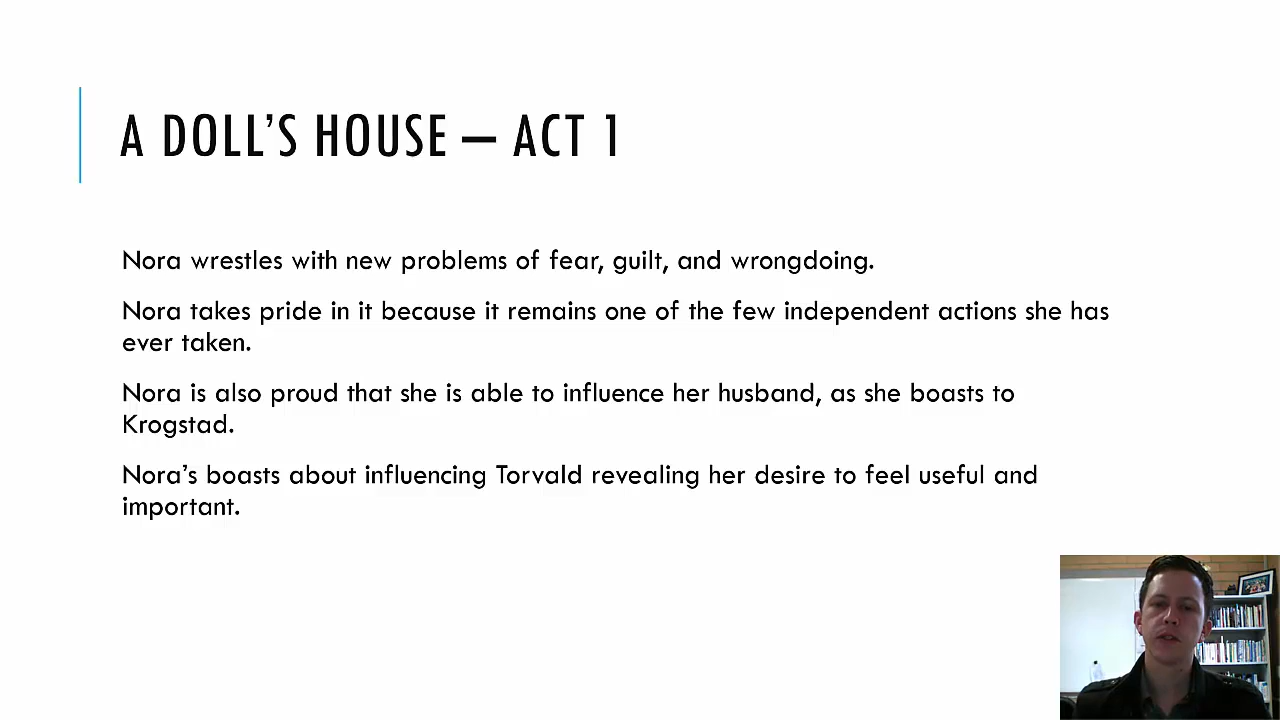 A DOLL’S HOUSE – ACT 1
Nora wrestles with new problems of fear, guilt, and wrongdoing.
Nora takes pride in it because it remains one of the few independent actions she has
ever taken.
Nora is also proud that she is able to influence her husband, as she boasts to
Krogstad.
Nora’s boasts about influencing Torvald revealing her desire to feel useful and
important.